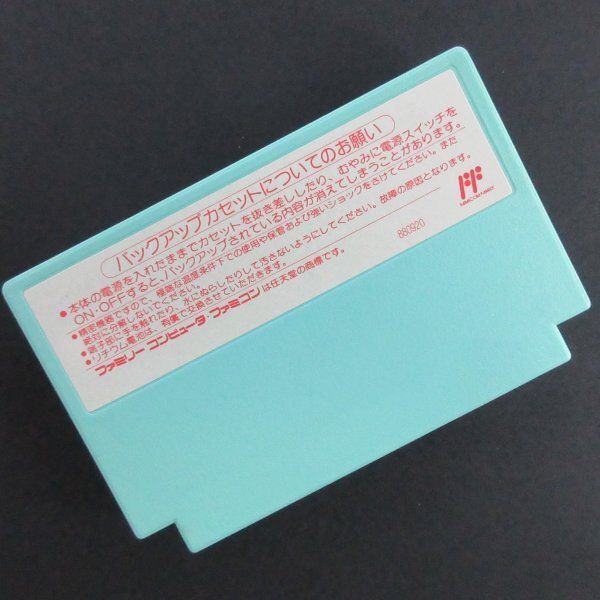 バックアップカセットについてのお願い
●本体の電源を入れたままでカセットを抜き差ししたり、むやみに電源スイッチを
ON・OFFすると、バックアップされている内容が消えてしまうことがあります。
●精密機器ですので、極端な温度条件下での使用や保管および強いショックをさけてください。また
絶対に分解しないでください。
●端子部に手を触れたり、水にぬらしたりして汚さないようにしてください。故障の原因となります。
●リチウム電池は、有償で交換させていただきます。
ファミリーコンピュータ・ファミコンは任天堂の商標です。
FAMICOM FAMILY
880920